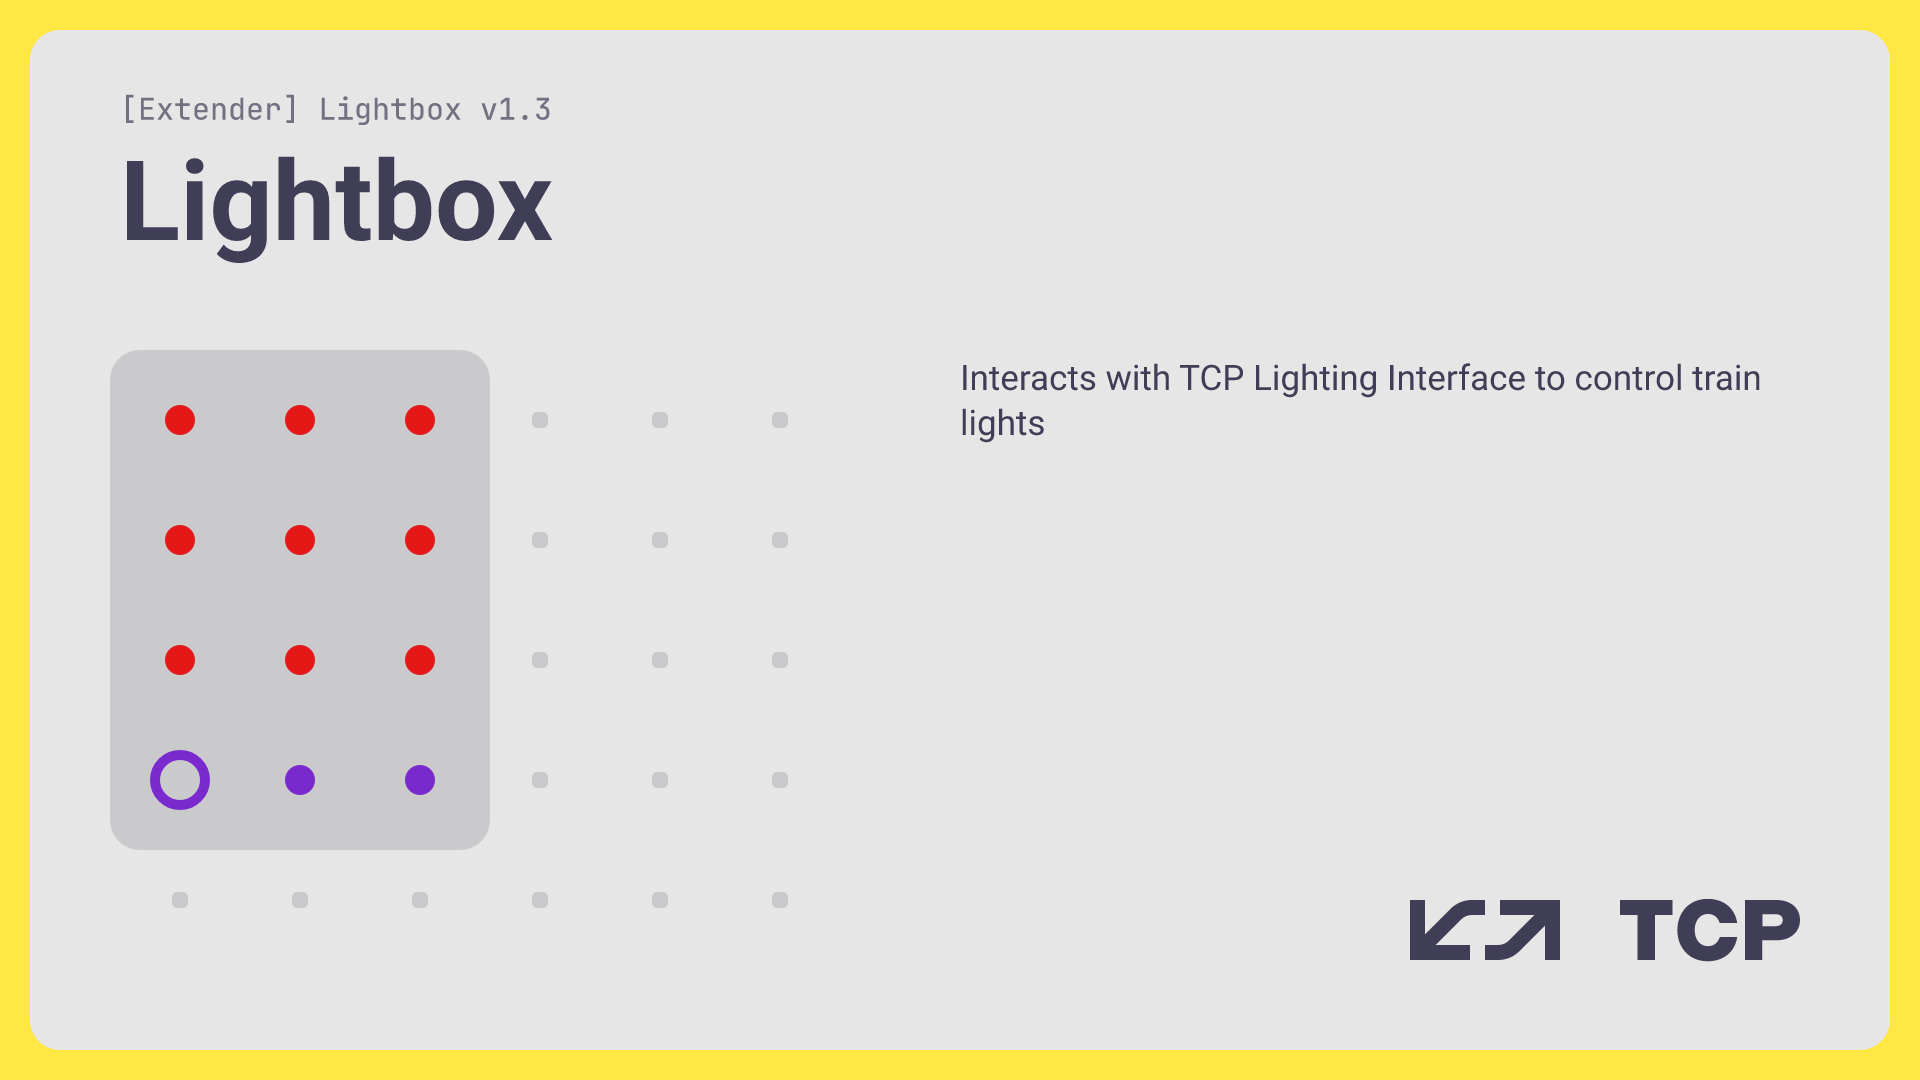 [Extender] Lightbox v1.3
Lightbox
Interacts with TCP Lighting Interface to control train
lights
TCP